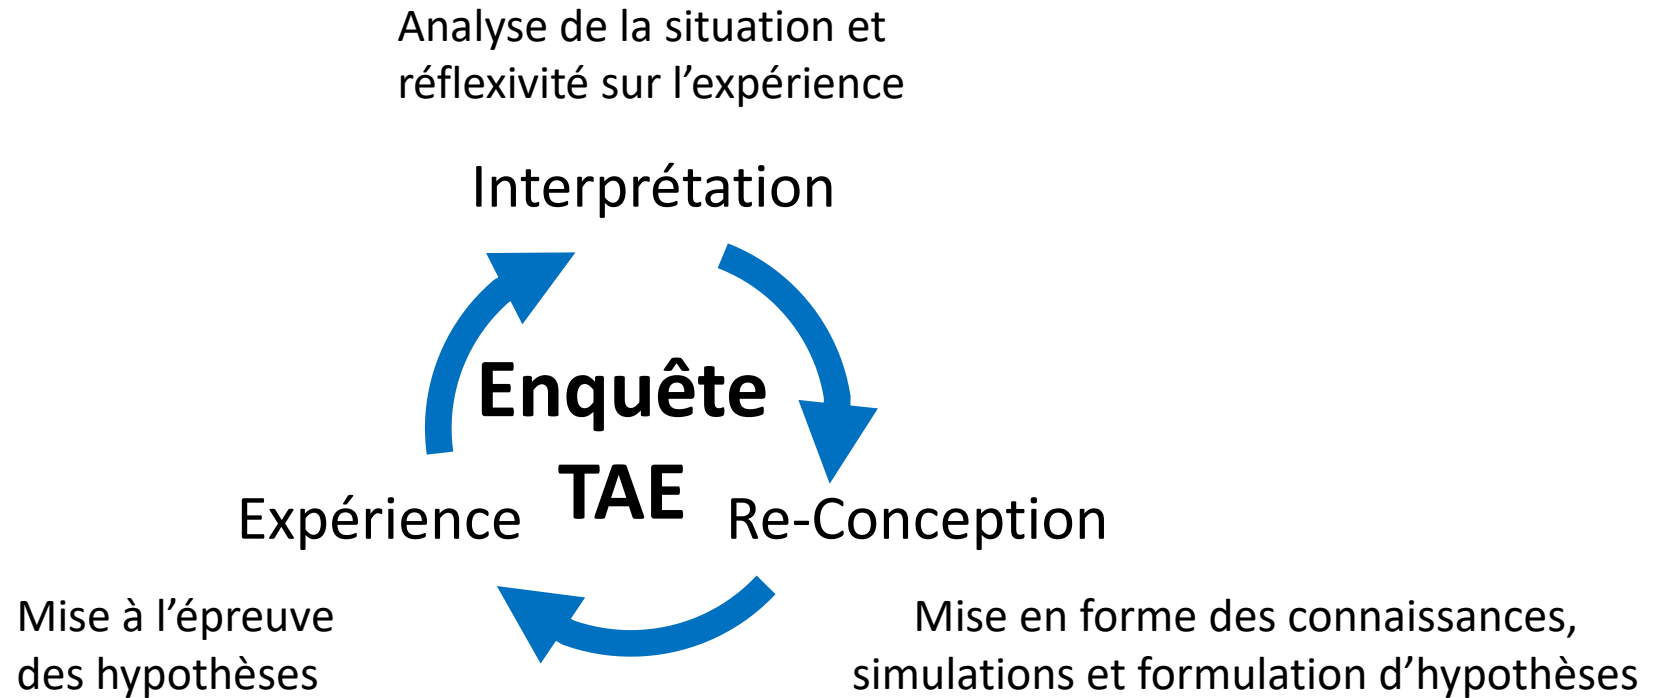 Analyse de la situation et
réflexivité sur l’expérience
Interprétation
Enquête
TAE
Expérience
Re-Conception
Mise à l’épreuve
des hypothèses
Mise en forme des connaissances,
simulations et formulation d’hypothèses